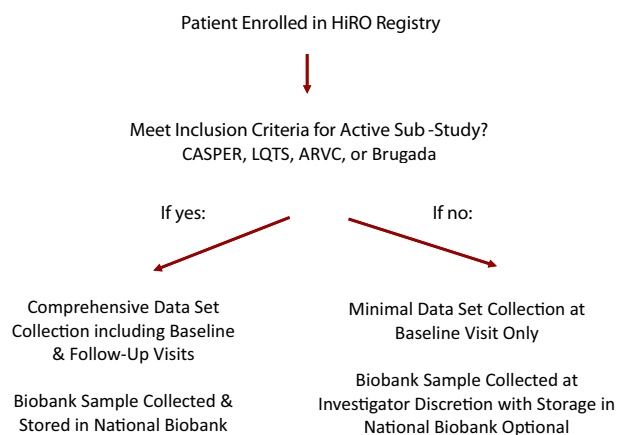 Patient Enrolled in HiRO Registry
Meet Inclusion Criteria for Active Sub-Study?
CASPER, LQTS, ARVC, or Brugada
If yes:
If no:
Comprehensive Data Set
Collection including Baseline
& Follow-Up Visits
Biobank Sample Collected &
Stored in National Biobank
Minimal Data Set Collection at
Baseline Visit Only
Biobank Sample Collected at
Investigator Discretion with Storage in
National Biobank Optional